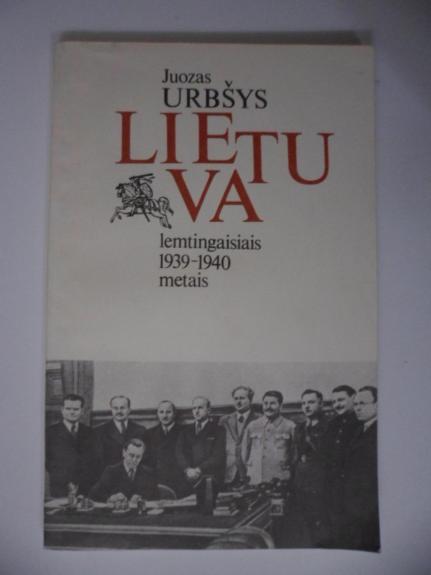 Juozas
URBŠYS
LIETU
VA
lemtingaisiais
1939-1940
metais